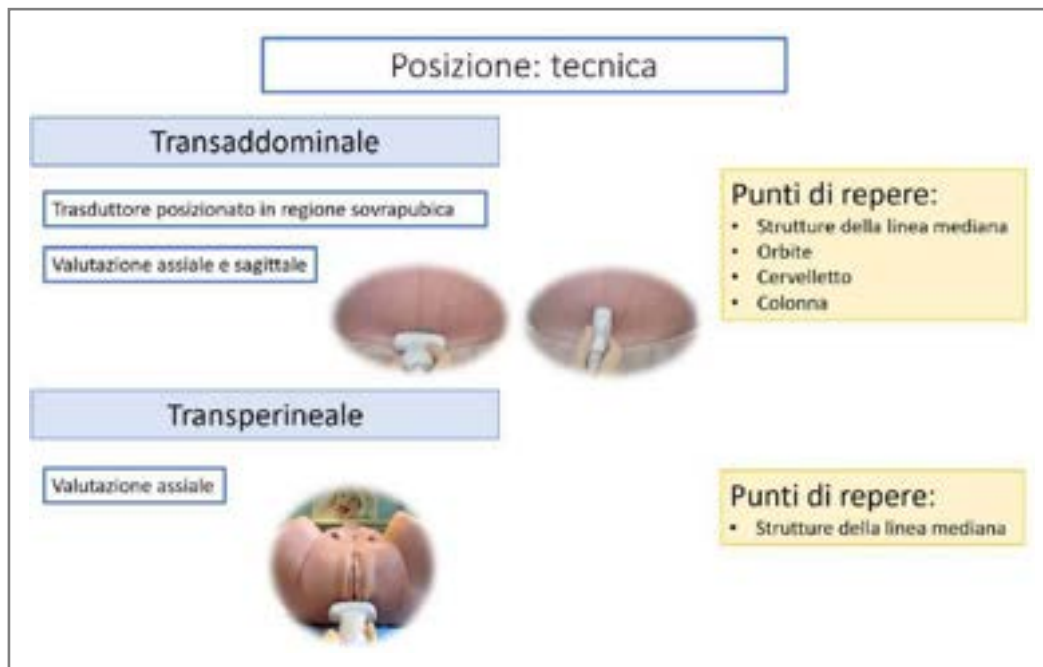 Posizione: tecnica
Transaddominale
Trasduttore posizionato in regione sovrapubica
Valutazione assiale e sagittale
Punti di repere:
• Strutture della linea mediana
• Orbite
• Cervelletto
• Colonna
Transperineale
Valutazione assiale
Punti di repere:
• Strutture della linea mediana